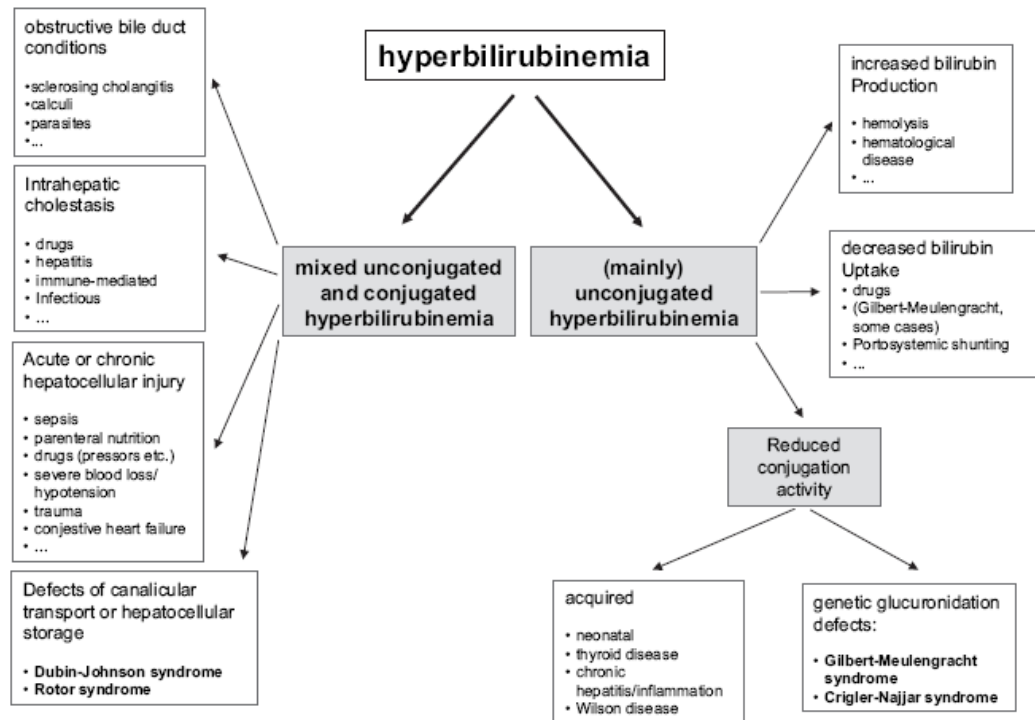 hyperbilirubinemia
obstructive bile duct
conditions
•sclerosing cholangitis
•calculi
•parasites
•...
Intrahepatic
cholestasis
• drugs
• hepatitis
• immune-mediated
• Infectious
• ...
Acute or chronic
hepatocellular injury
• sepsis
• parenteral nutrition
• drugs (pressors etc.)
• severe blood loss/
hypotension
• trauma
• conjestive heart failure
• ...
Defects of canalicular
transport or hepatocellular
storage
• Dubin-Johnson syndrome
• Rotor syndrome
mixed unconjugated
and conjugated
hyperbilirubinemia
(mainly)
unconjugated
hyperbilirubinemia
increased bilirubin
Production
• hemolysis
• hematological
disease
• ...
decreased bilirubin
Uptake
• drugs
• (Gilbert-Meulengracht,
some cases)
• Portosystemic shunting
• ...
Reduced
conjugation
activity
acquired
• neonatal
• thyroid disease
• chronic
hepatitis/inflammation
• Wilson disease
genetic glucuronidation
defects:
• Gilbert-Meulengracht
syndrome
• Crigler-Najjar syndrome